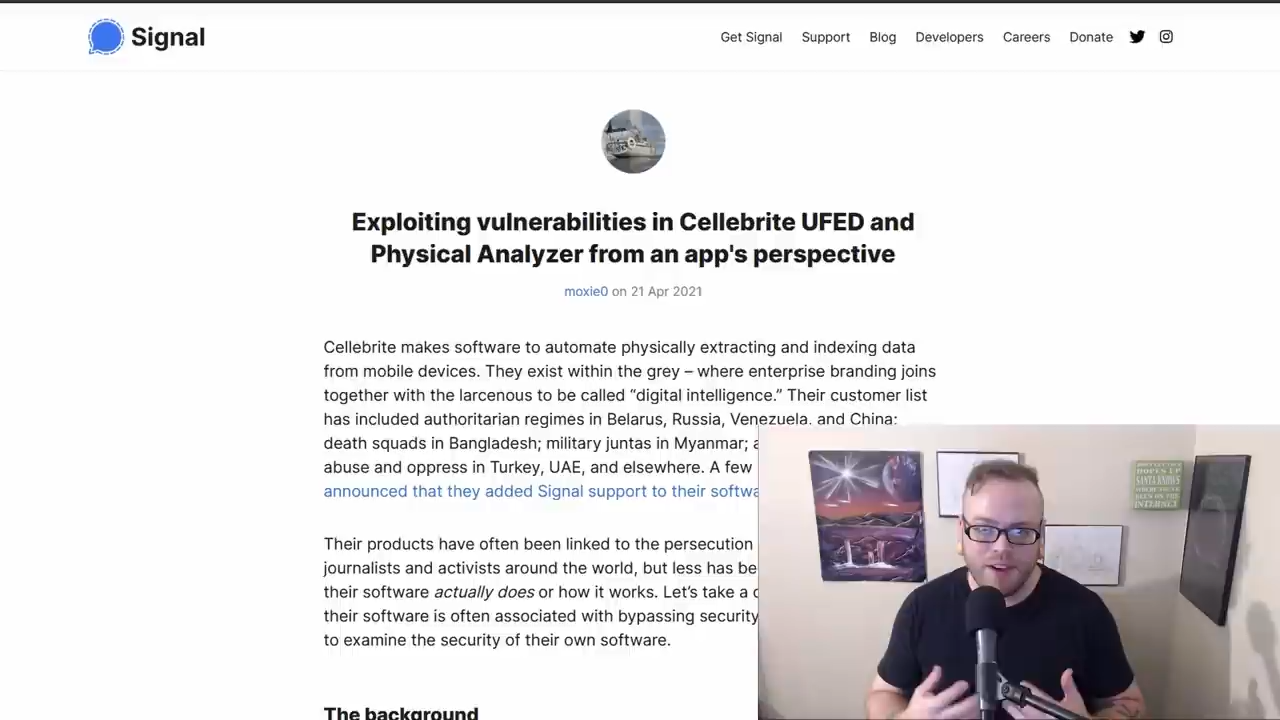 Signal
Get Signal Support Blog Developers Careers Donate
Exploiting vulnerabilities in Cellebrite UFED and
Physical Analyzer from an app's perspective
moxie0 on 21 Apr 2021
Cellebrite makes software to automate physically extracting and indexing data
from mobile devices. They exist within the grey – where enterprise branding joins
together with the larcenous to be called “digital intelligence.” Their customer list
has included authoritarian regimes in Belarus, Russia, Venezuela, and China;
death squads in Bangladesh; military juntas in Myanmar;
abuse and oppress in Turkey, UAE, and elsewhere. A few
announced that they added Signal support to their
Their products have often been linked to the persecution
journalists and activists around the world, but less has
their software actually does or how it works. Let’s take a
their software is often associated with bypassing security
to examine the security of their own software.
The background
SANTA KNOWS
INTERNET